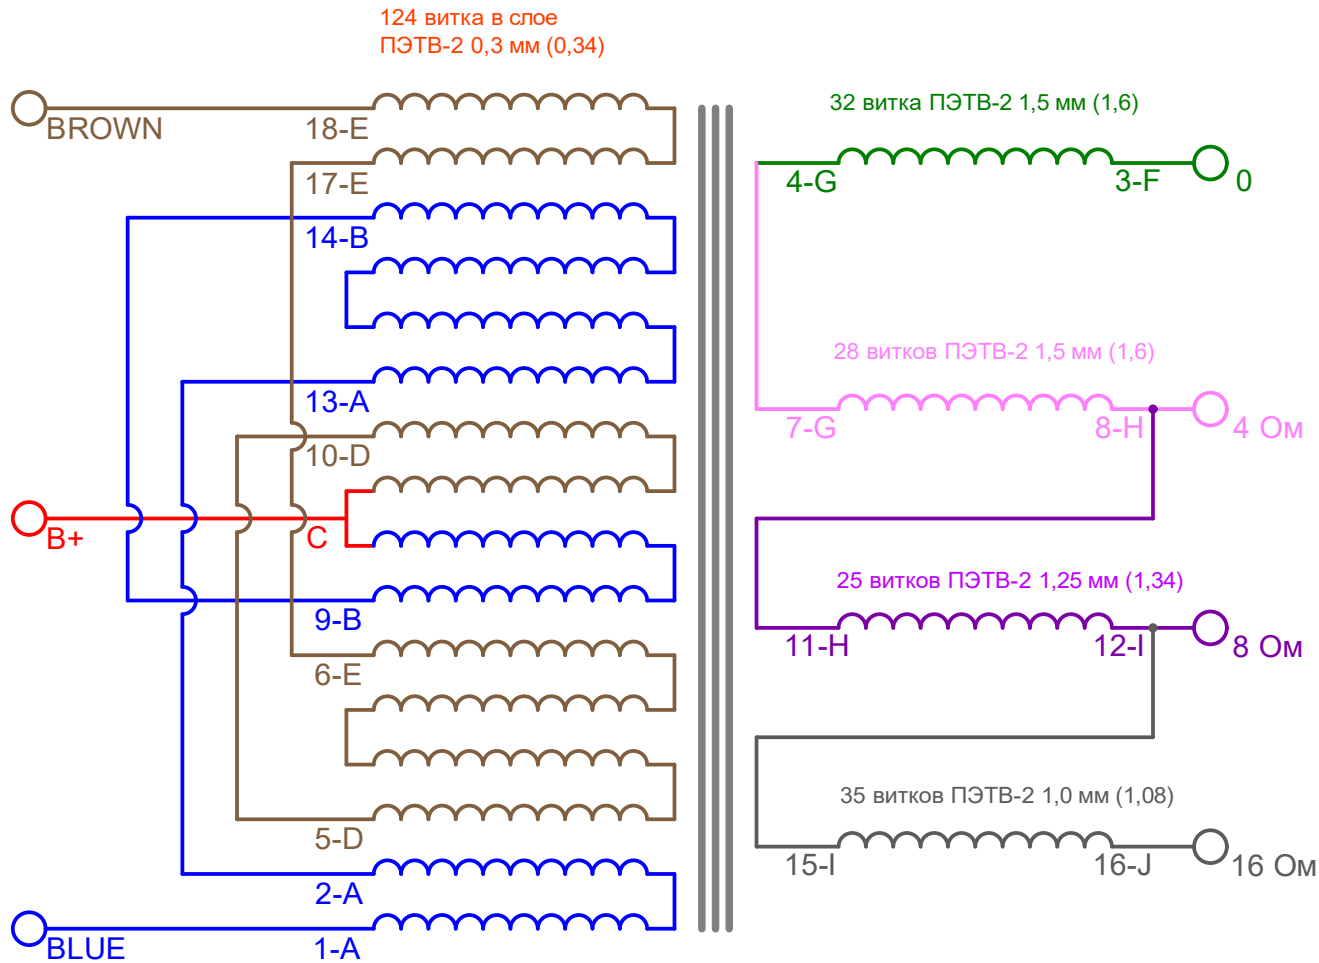 124 витка в слое
ПЭТВ-2 0,3 мм (0,34)
BROWN
18-E
17-E
14-B
13-A
10-D
B+
C
9-B
6-E
5-D
2-A
BLUE
1-A
32 витка ПЭТВ-2 1,5 мм (1,6)
4-G
3-F
0
28 витков ПЭТВ-2 1,5 мм (1,6)
7-G
8-H
4 Ом
25 витков ПЭТВ-2 1,25 мм (1,34)
11-H
12-I
8 Ом
35 витков ПЭТВ-2 1,0 мм (1,08)
15-I
16-J
16 Ом